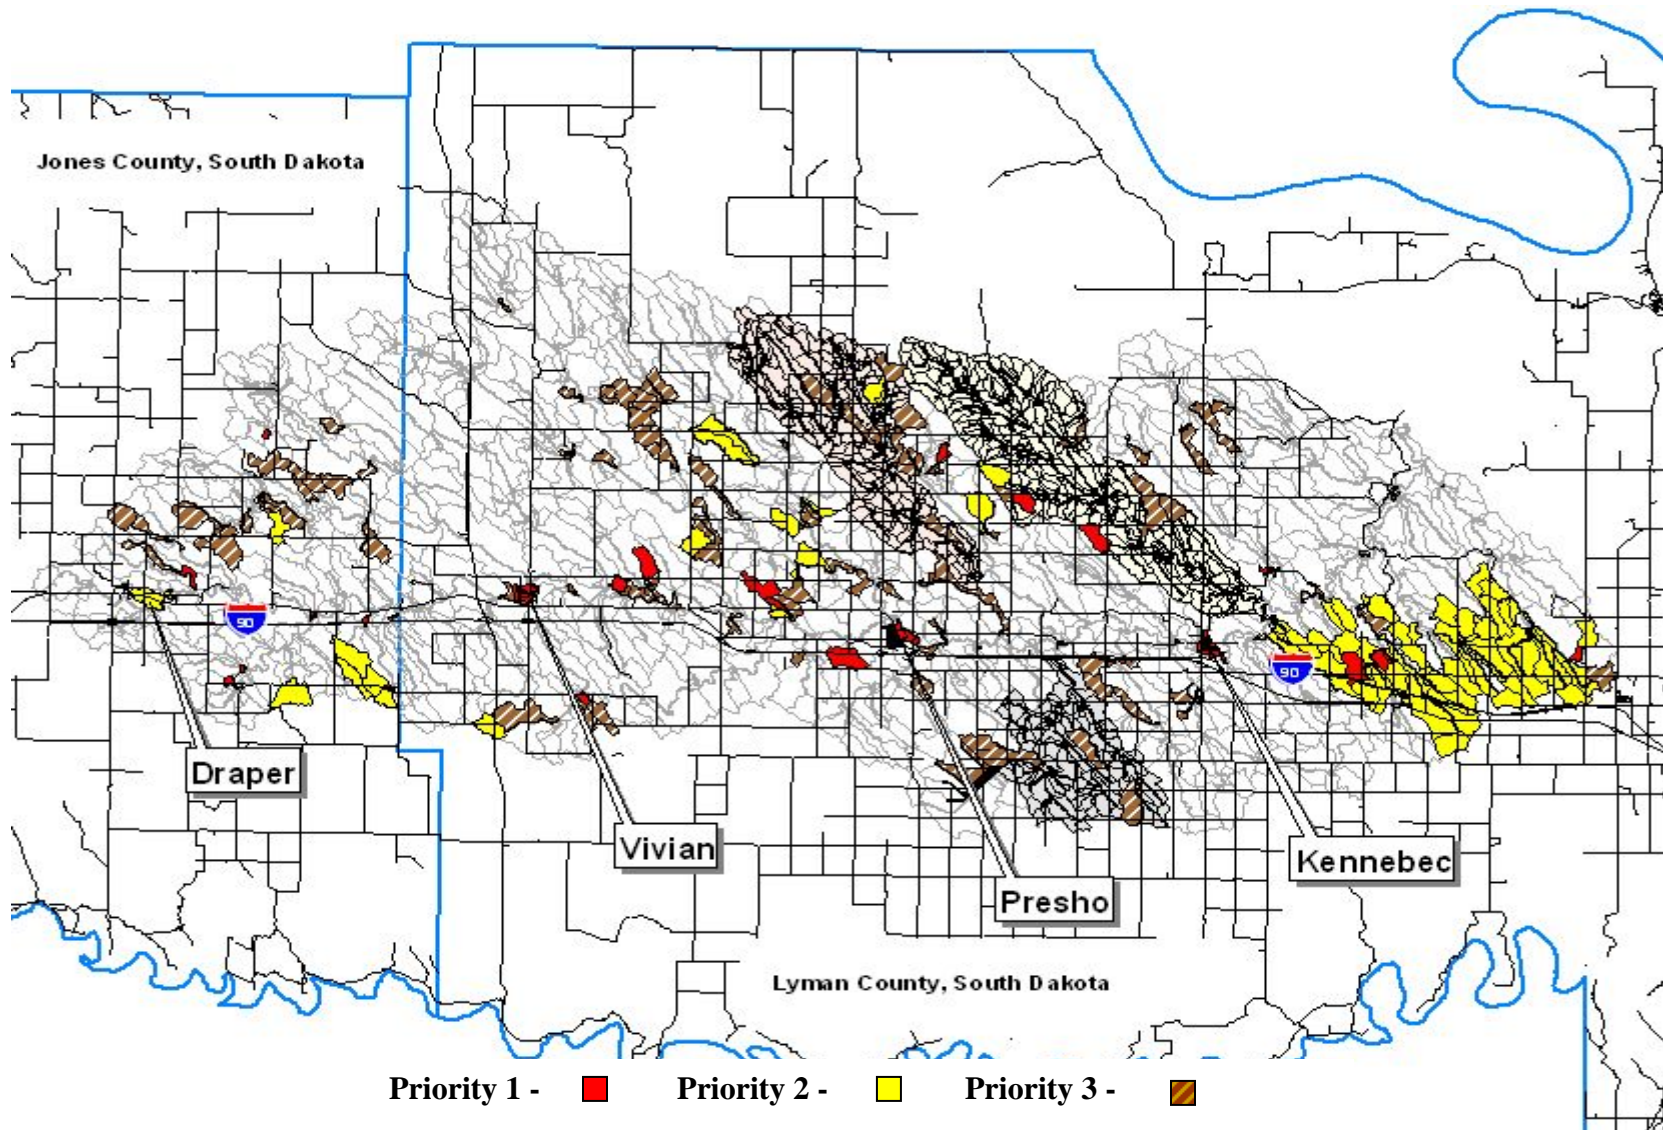 Jones County, South Dakota
90
90
Draper
Vivian
Kennebec
Presho
Lyman County, South Dakota
Priority 1 - Priority 2 - Priority 3 -